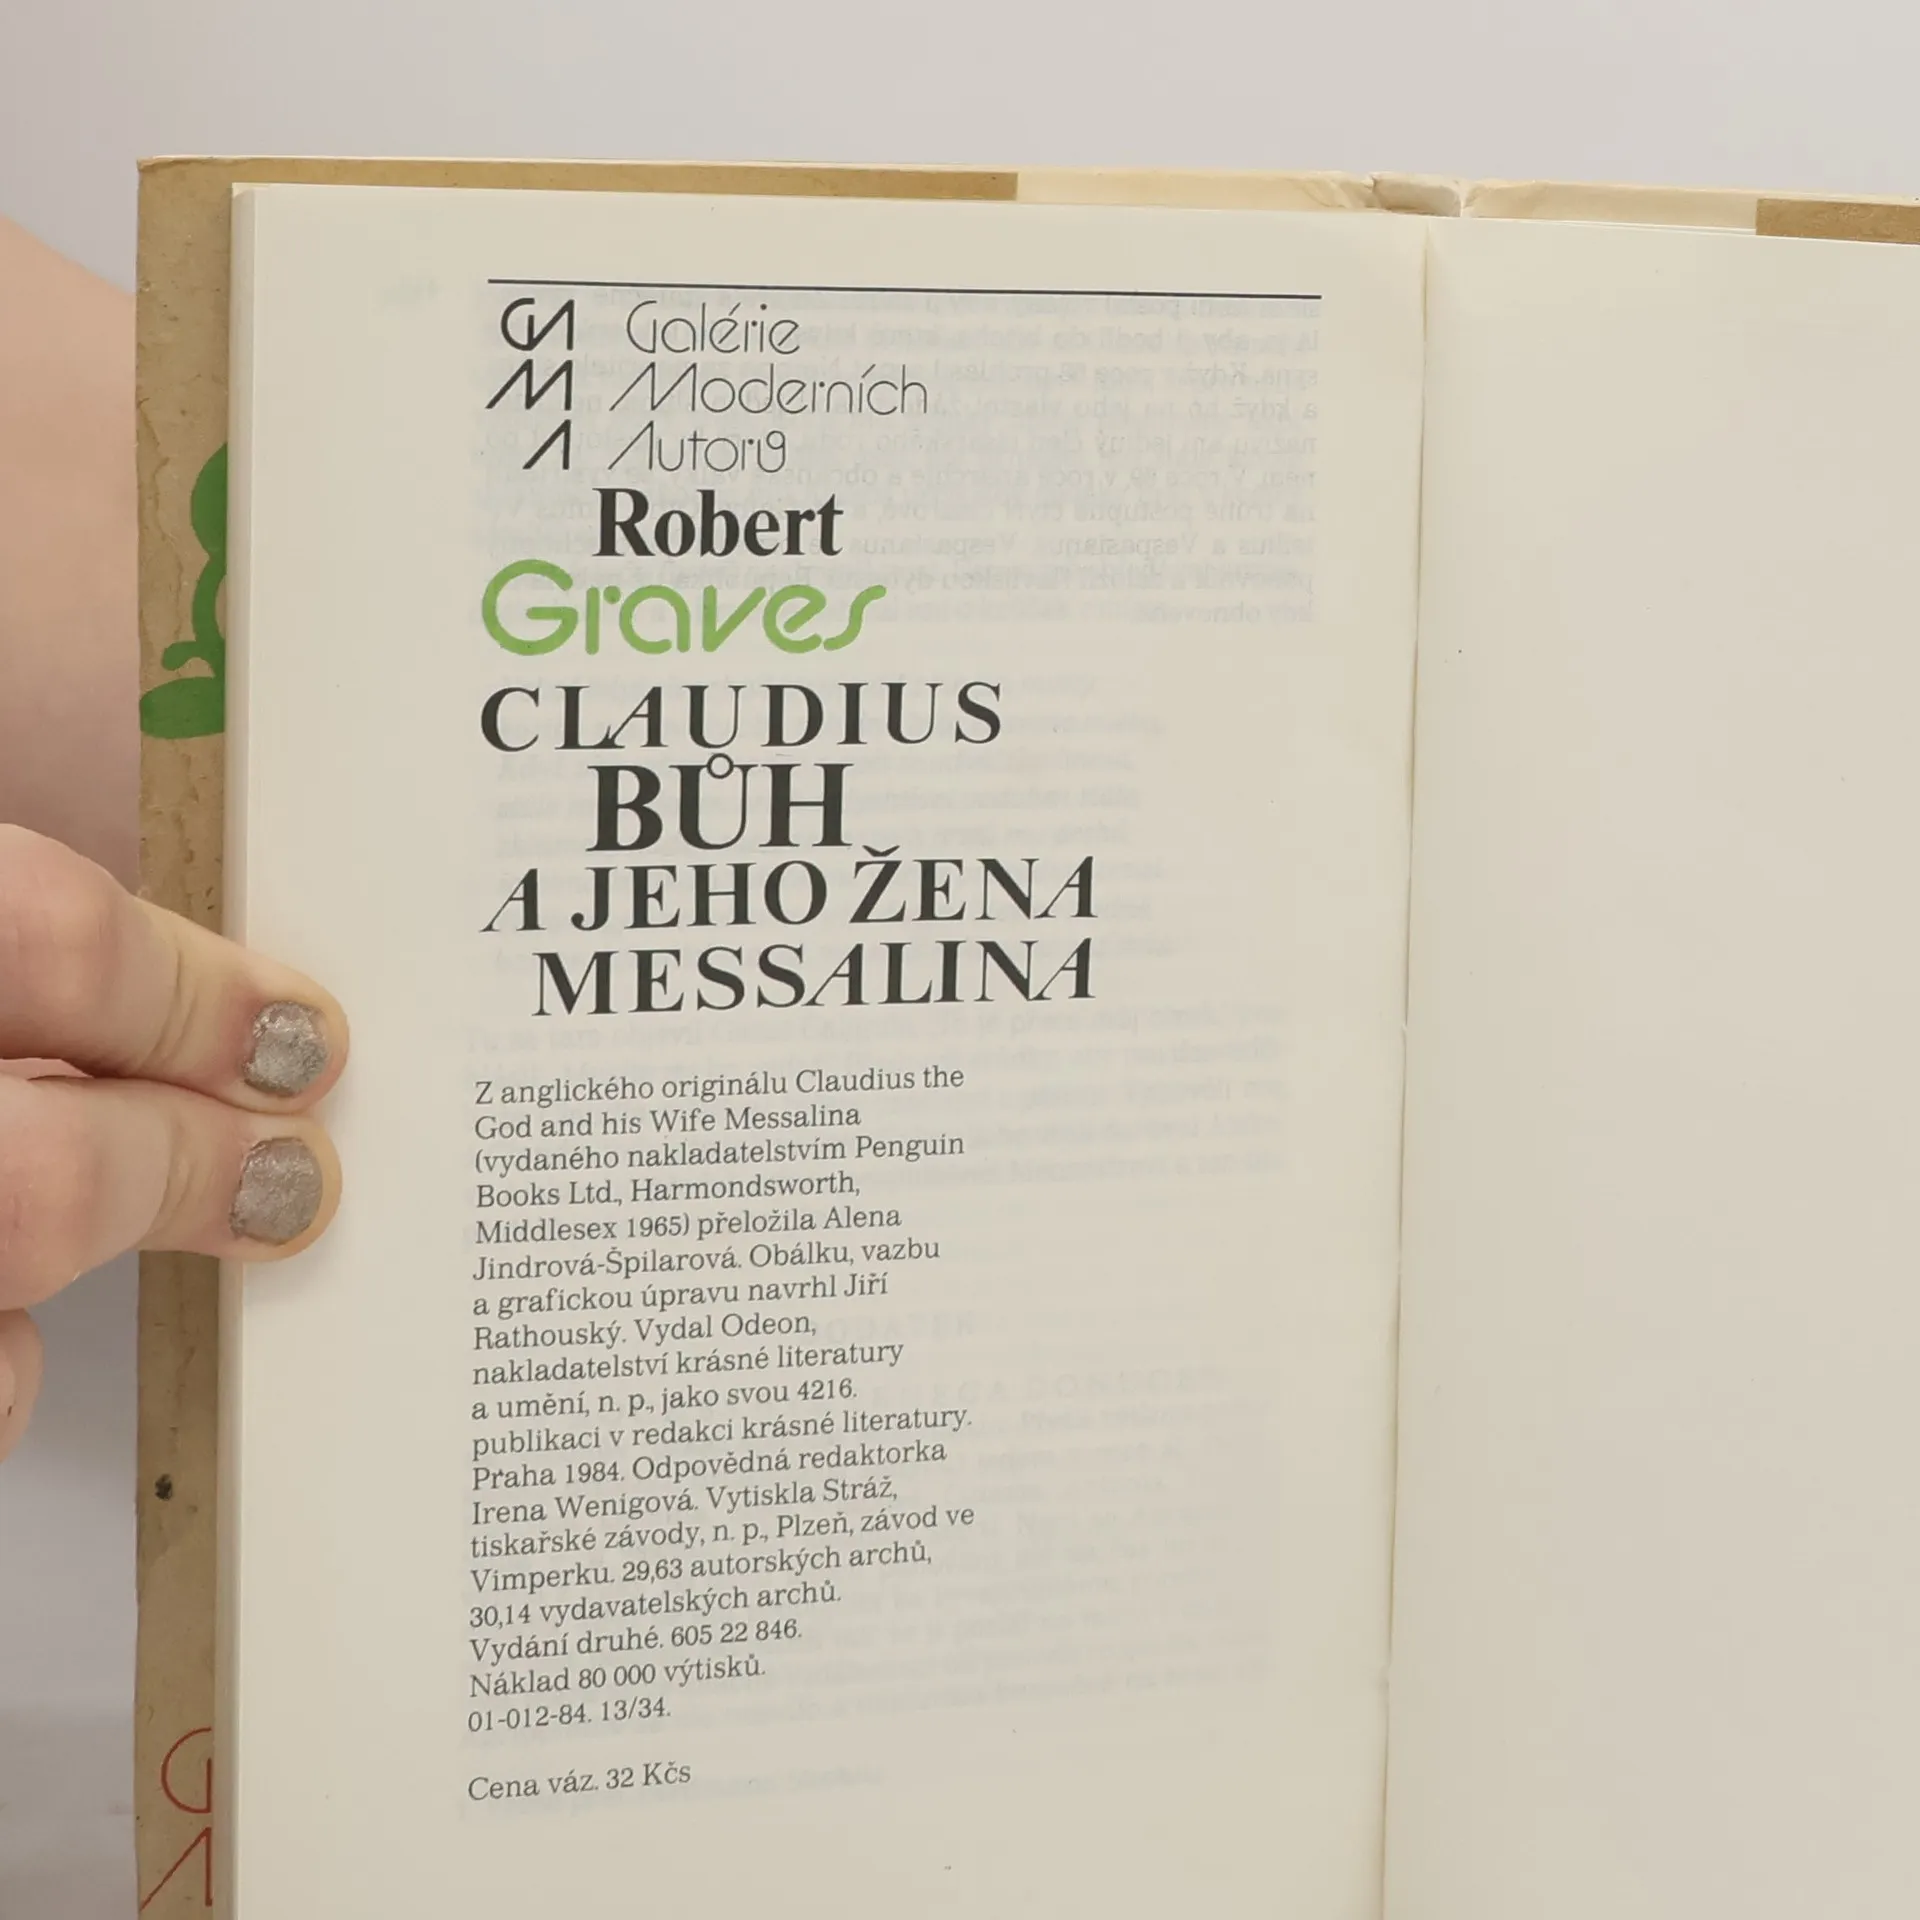 GN Galérie
M Moderních
A Autorů
Robert
Graves
CLAUDIUS
BŮH
A JEHO ŽENA
MESSALINA
Z anglického originálu Claudius the
God and his Wife Messalina
(vydaného nakladatelstvím Penguin
Books Ltd., Harmondsworth,
Middlesex 1965) přeložila Alena
Jindrová-Špilarová. Obálku, vazbu
a grafickou úpravu navrhl Jiří
Rathouský. Vydal Odeon,
nakladatelství krásné literatury
a umění, n. p., jako svou 4216.
publikaci v redakci krásné literatury.
Praha 1984. Odpovědná redaktorka
Irena Wenigová. Vytiskla Stráž,
tiskařské závody, n. p., Plzeň, závod ve
Vimperku. 29,63 autorských archů,
30,14 vydavatelských archů.
Vydání druhé. 605 22 846.
Náklad 80 000 výtisků.
01-012-84. 13/34.
Cena váz. 32 Kčs